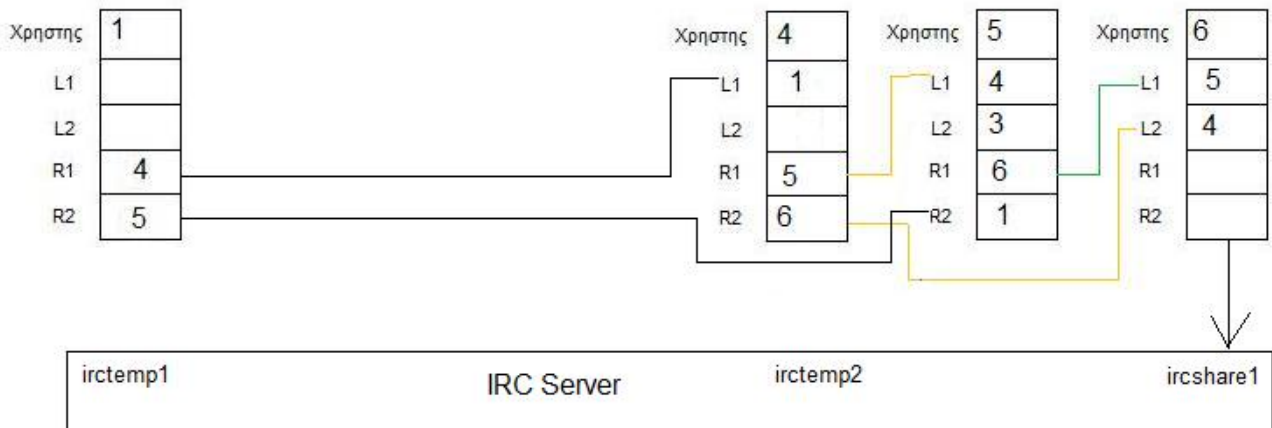 Χρηστης 1
L1
L2
R1 4
R2 5
Χρηστης 4
L1 1
L2
R1 5
R2 6
Χρηστης 5
L1 4
L2 3
R1 6
R2 1
Χρηστης 6
L1 5
L2 4
R1
R2
irctemp1
IRC Server
irctemp2
ircshare1